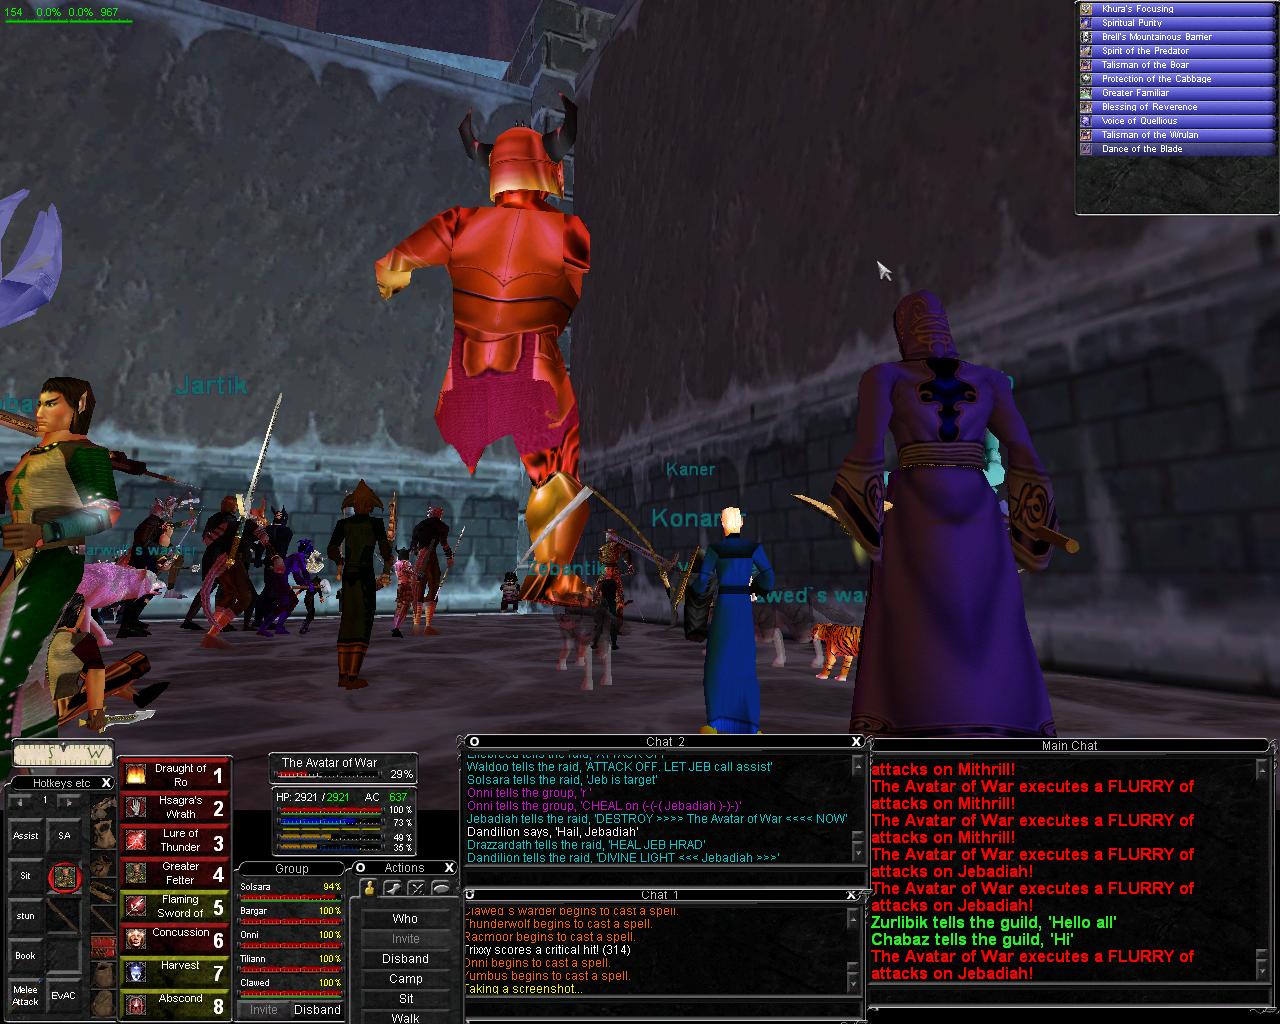 154 0.0% 0.0% 967
Khura's Focusing
Spiritual Purity
Brell's Mountainous Barrier
Spirit of the Predator
Talisman of the Boar
Protection of the Cabbage
Greater Familiar
Blessing of Reverence
Voice of Quellious
Talisman of the Wrulan
Dance of the Blade
Jartik
Kaner
Zebantik
S W
Hotkeys etc X
1
Assist SA
Sit
stun
Book
Melee Attack EvAC
Draught of Ro 1
Hsagra's Wrath 2
Lure of Thunder 3
Greater Fetter 4
Flaming Sword of 5
Concussion 6
Harvest 7
Abscond 8
The Avatar of War
29%
HP: 2921 /2921 AC 637
100 %
73 %
49 %
35 %
Group
Solsara 94%
Bargar 100%
Onni 100%
Tiliann 100%
Clawed 100%
Invite Disband
O Actions X
Who
Invite
Disband
Camp
Sit
Walk
O Chat 2 X
Waldoo tells the raid, 'ATTACK OFF. LET JEB call assist'
Solsara tells the raid, 'Jeb is target'
Onni tells the group, 'r '
Onni tells the group, 'CHEAL on (-(-( Jebadiah )-)-)'
Jebadiah tells the raid, 'DESTROY >>>> The Avatar of War <<<< NOW'
Dandilion says, 'Hail, Jebadiah'
Drazzardath tells the raid, 'HEAL JEB HRAD'
Dandilion tells the raid, 'DIVINE LIGHT <<< Jebadiah >>>'
Chat 1 X
Clawed`s warder begins to cast a spell.
Thunderwolf begins to cast a spell.
Racmoor begins to cast a spell.
Trixxy scores a critical hit! (314)
Onni begins to cast a spell.
Yumbus begins to cast a spell.
Taking a screenshot...
Main Chat
attacks on Mithrill!
The Avatar of War executes a FLURRY of
attacks on Mithrill!
The Avatar of War executes a FLURRY of
attacks on Mithrill!
The Avatar of War executes a FLURRY of
attacks on Jebadiah!
The Avatar of War executes a FLURRY of
attacks on Jebadiah!
Zurlibik tells the guild, 'Hello all'
Chabaz tells the guild, 'Hi'
The Avatar of War executes a FLURRY of
attacks on Jebadiah!